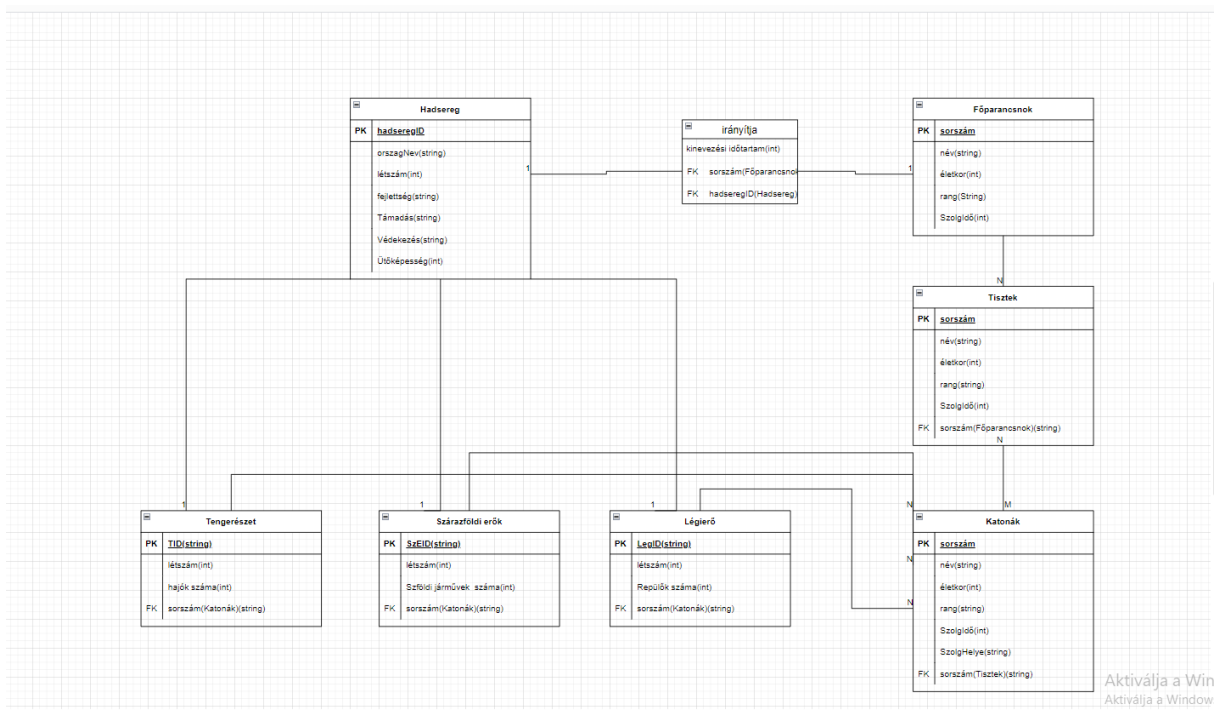 Hadsereg
PK hadseregID
orszagNev(string)
létszám(int)
fejlettség(string)
Támadás(string)
Védekezés(string)
Ütőképesség(int)
1
irányítja
kinevezési időtartam(int)
FK sorszám(Főparancsnok
FK hadseregID(Hadsereg)
1
Főparancsnok
PK sorszám
név(string)
életkor(int)
rang(String)
SzolgIdő(int)
N
Tisztek
PK sorszám
név(string)
életkor(int)
rang(string)
SzolgIdő(int)
FK sorszám(Főparancsnok)(string)
N
1
Tengerészet
PK TID(string)
létszám(int)
hajók száma(int)
FK sorszám(Katonák)(string)
1
Szárazföldi erők
PK SzEID(string)
létszám(int)
Szföldi járművek száma(int)
FK sorszám(Katonák)(string)
1
Légierő
PK LegID(string)
létszám(int)
Repülők száma(int)
FK sorszám(Katonák)(string)
N
M
N
N
Katonák
PK sorszám
név(string)
életkor(int)
rang(string)
SzolgIdő(int)
SzolgHelye(string)
FK sorszám(Tisztek)(string)
Aktiválja a Win
Aktiválja a Window